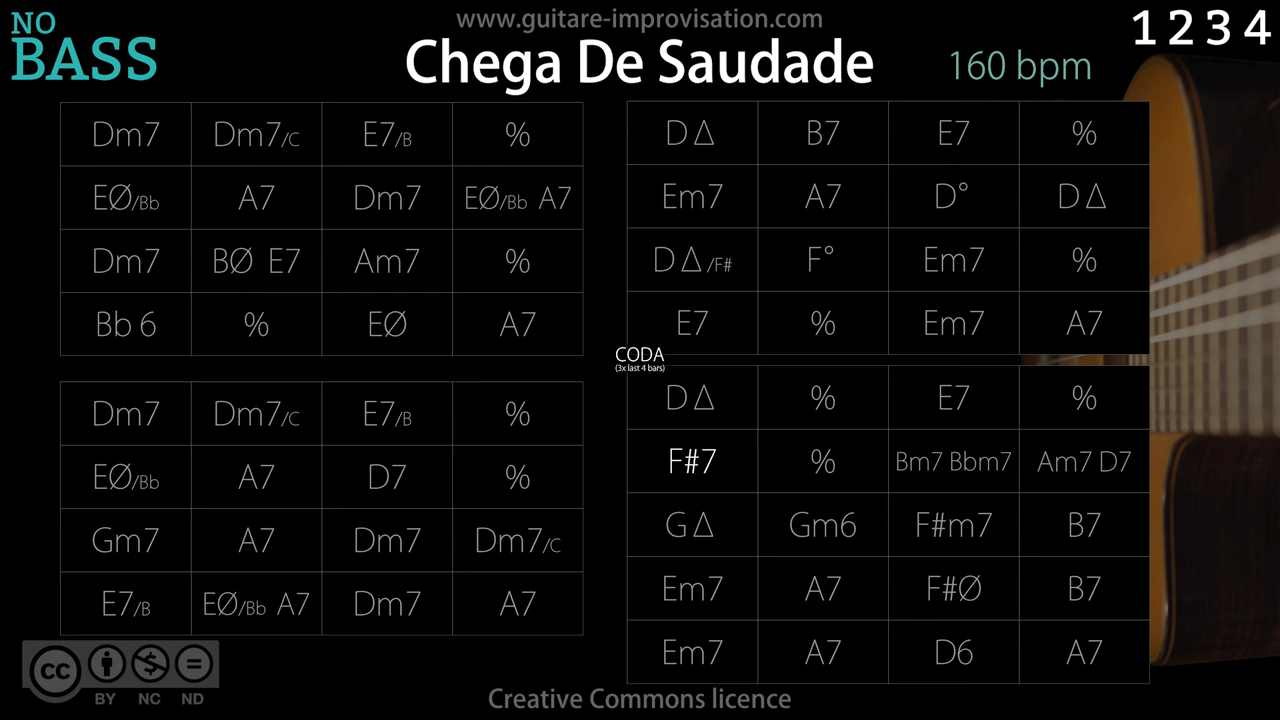 www.guitare-improvisation.com
NO
BASS
Chega De Saudade
160 bpm
1 2 3 4
Dm7 Dm7/C E7/B %
EØ/Bb A7 Dm7 EØ/Bb A7
Dm7 BØ E7 Am7 %
Bb 6 % EØ A7
Dm7 Dm7/C E7/B %
EØ/Bb A7 D7 %
Gm7 A7 Dm7 Dm7/C
E7/B EØ/Bb A7 Dm7 A7
D∆ B7 E7 %
Em7 A7 D° D∆
D∆/F# F° Em7 %
E7 % Em7 A7
CODA
(3x last 4 bars)
D∆ % E7 %
F#7 % Bm7 Bbm7 Am7 D7
G∆ Gm6 F#m7 B7
Em7 A7 F#Ø B7
Em7 A7 D6 A7
cc
BY NC ND
Creative Commons licence